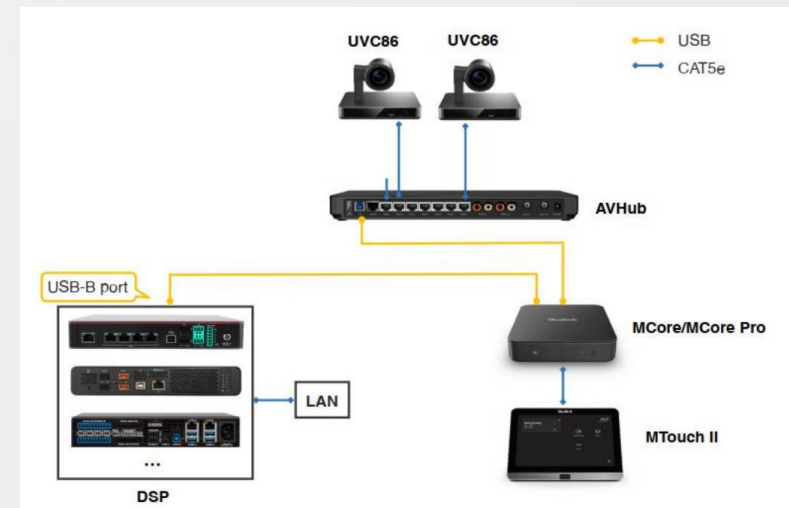 UVC86
UVC86
USB
CAT5e
AVHub
USB-B port
MCore/MCore Pro
LAN
MTouch II
...
DSP